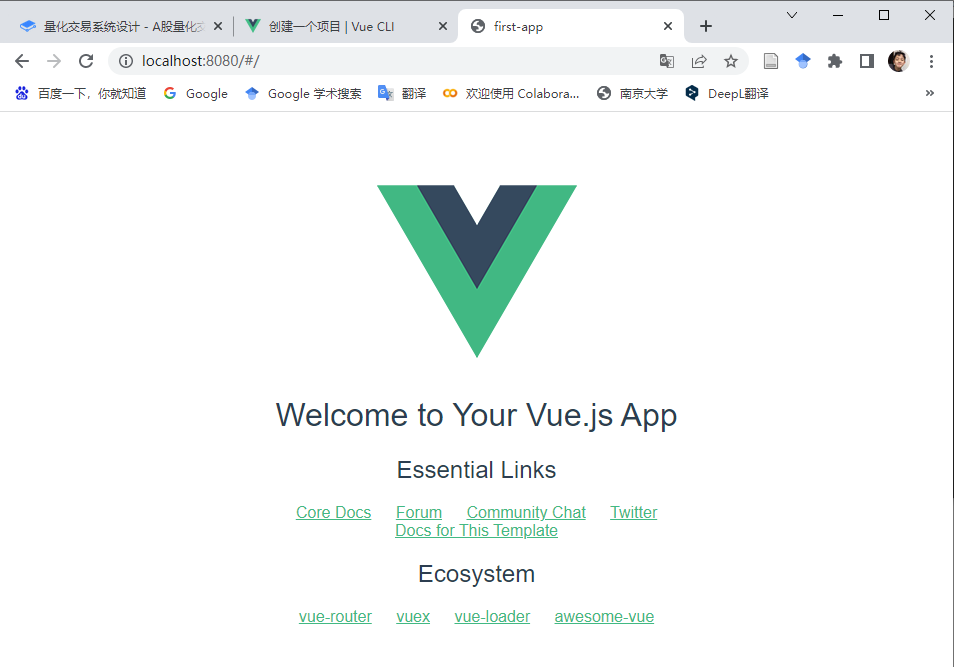 量化交易系统设计 - A股量化交
创建一个项目 | Vue CLI
first-app
localhost:8080/#/
百度一下，你就知道 Google Google 学术搜索 翻译 欢迎使用 Colabora... 南京大学 DeepL翻译
Welcome to Your Vue.js App
Essential Links
Core Docs Forum Community Chat Twitter
Docs for This Template
Ecosystem
vue-router vuex vue-loader awesome-vue